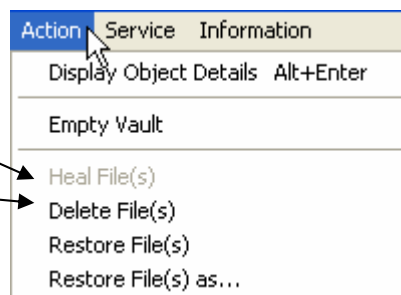 Action Service Information
Display Object Details Alt+Enter
Empty Vault
Heal File(s)
Delete File(s)
Restore File(s)
Restore File(s) as...